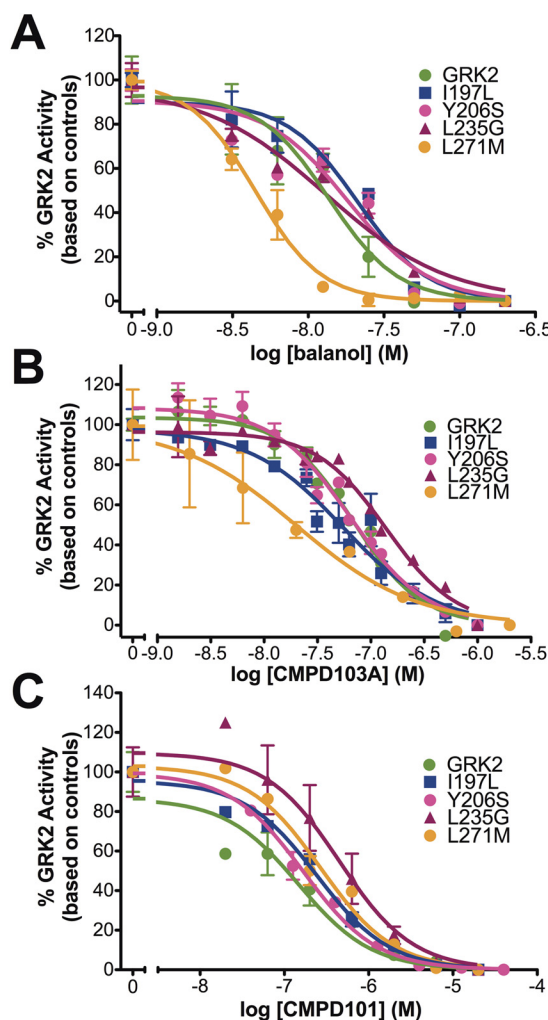 A
120
100
80
60
40
20
0
% GRK2 Activity
(based on controls)
GRK2
I197L
Y206S
L235G
L271M
0 -9.0 -8.5 -8.0 -7.5 -7.0 -6.5
log [balanol] (M)
B
120
100
80
60
40
20
0
% GRK2 Activity
(based on controls)
GRK2
I197L
Y206S
L235G
L271M
0 -9.0 -8.5 -8.0 -7.5 -7.0 -6.5 -6.0 -5.5
log [CMPD103A] (M)
C
140
120
100
80
60
40
20
0
% GRK2 Activity
(based on controls)
GRK2
I197L
Y206S
L235G
L271M
0 -8 -7 -6 -5 -4
log [CMPD101] (M)